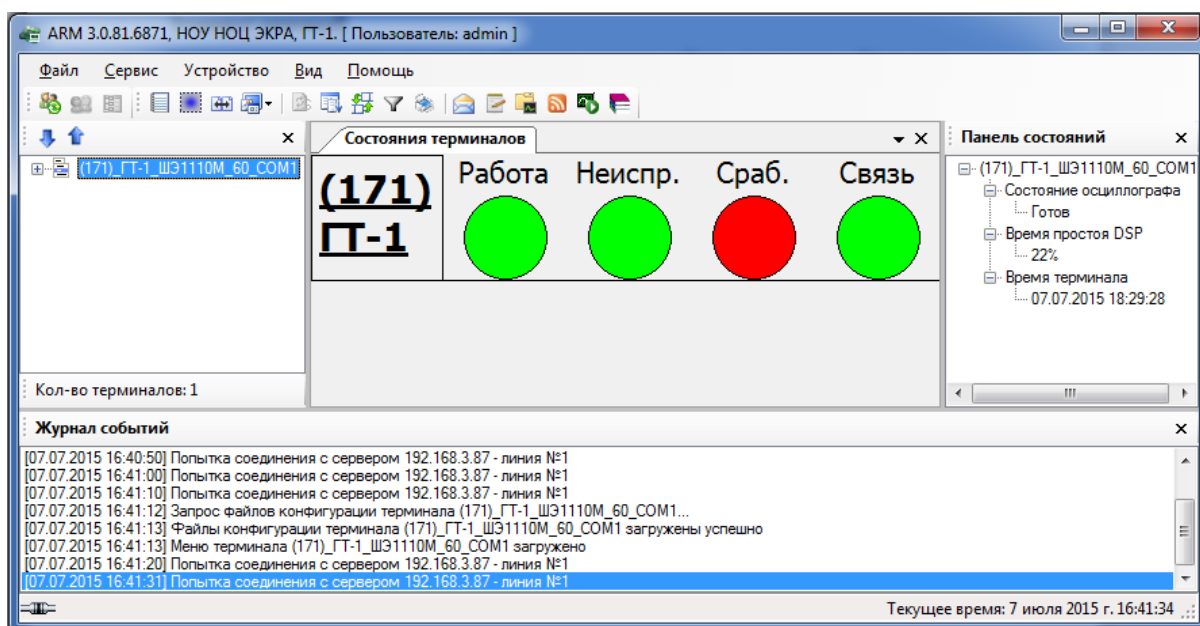 ARM 3.0.81.6871, НОУ НОЦ ЭКРА, ГТ-1. [ Пользователь: admin ]
Файл Сервис Устройство Вид Помощь
Состояния терминалов
Панель состояний
(171)_ГТ-1_ШЭ1110М_60_COM1
(171)
ГТ-1
Работа Неиспр. Сраб. Связь
(171)_ГТ-1_ШЭ1110М_60_COM1
Состояние осциллографа
Готов
Время простоя DSP
22%
Время терминала
07.07.2015 18:29:28
Кол-во терминалов: 1
Журнал событий
[07.07.2015 16:40:50] Попытка соединения с сервером 192.168.3.87 - линия №1
[07.07.2015 16:41:00] Попытка соединения с сервером 192.168.3.87 - линия №1
[07.07.2015 16:41:10] Попытка соединения с сервером 192.168.3.87 - линия №1
[07.07.2015 16:41:12] Запрос файлов конфигурации терминала (171)_ГТ-1_ШЭ1110М_60_COM1...
[07.07.2015 16:41:13] Файлы конфигурации терминала (171)_ГТ-1_ШЭ1110М_60_COM1 загружены успешно
[07.07.2015 16:41:13] Меню терминала (171)_ГТ-1_ШЭ1110М_60_COM1 загружено
[07.07.2015 16:41:20] Попытка соединения с сервером 192.168.3.87 - линия №1
[07.07.2015 16:41:31] Попытка соединения с сервером 192.168.3.87 - линия №1
Текущее время: 7 июля 2015 г. 16:41:34